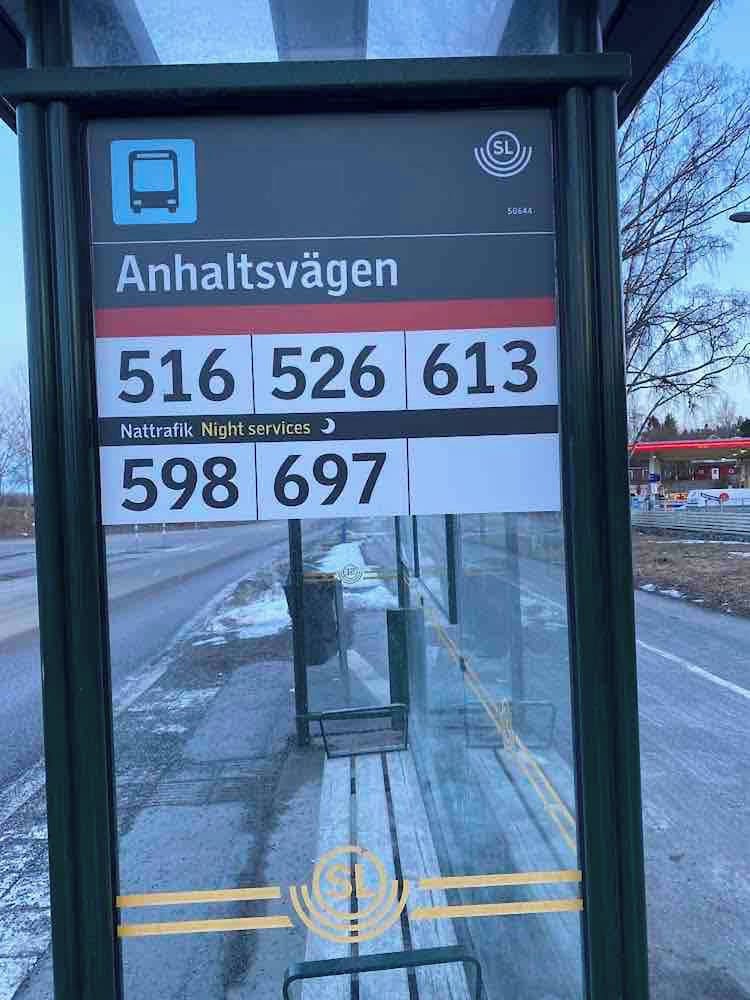 SL
50644
Anhaltsvägen
516 526 613
Nattrafik Night services
598 697
SL